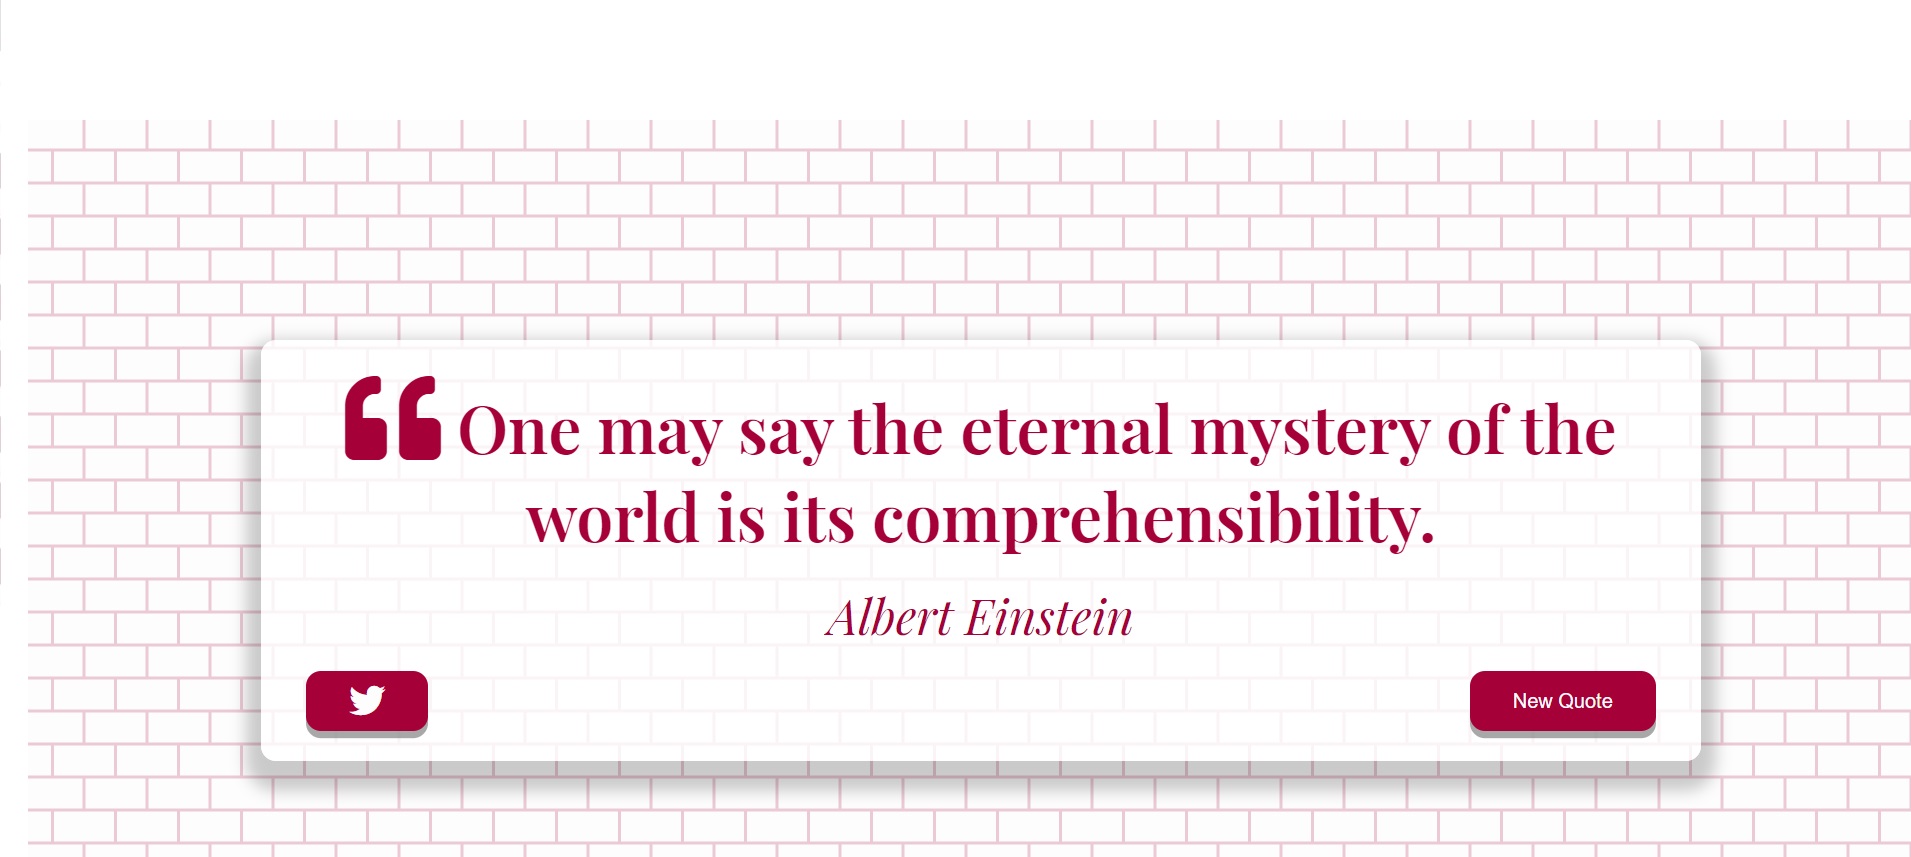 “One may say the eternal mystery of the
world is its comprehensibility.
Albert Einstein
New Quote